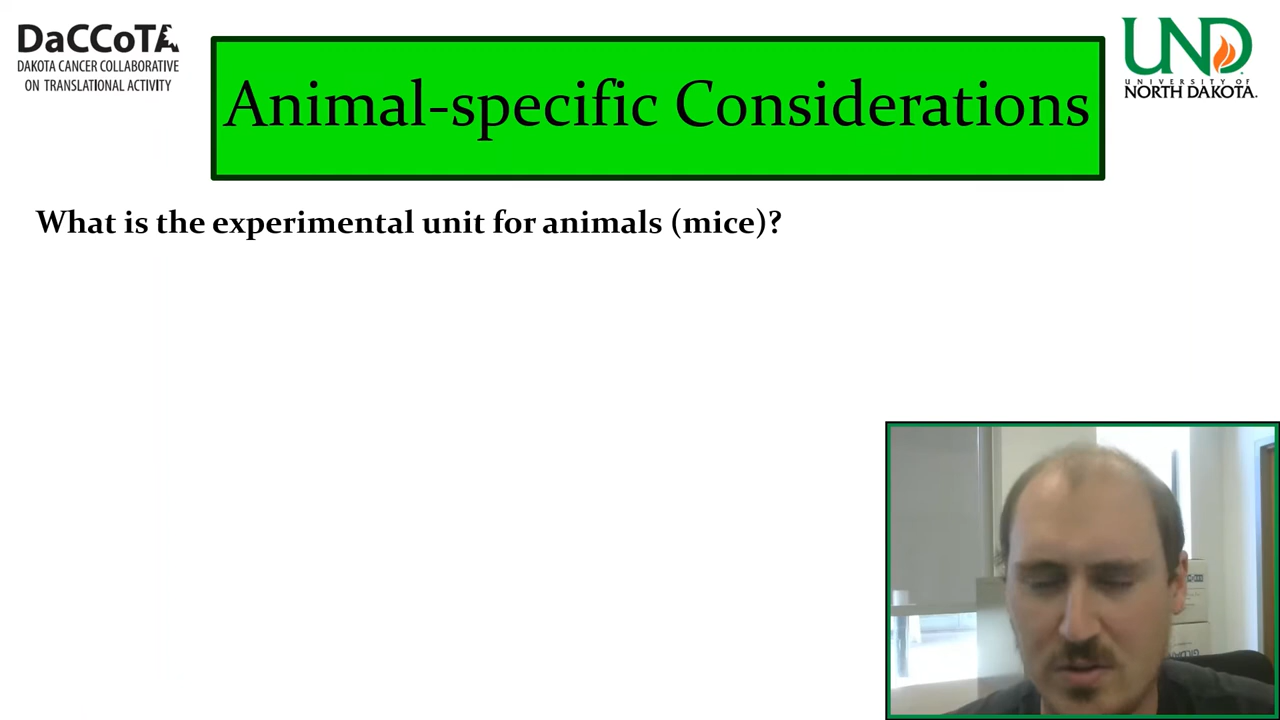 DaCCoTA
DAKOTA CANCER COLLABORATIVE
ON TRANSLATIONAL ACTIVITY
Animal-specific Considerations
UND
UNIVERSITY OF
NORTH DAKOTA.
What is the experimental unit for animals (mice)?